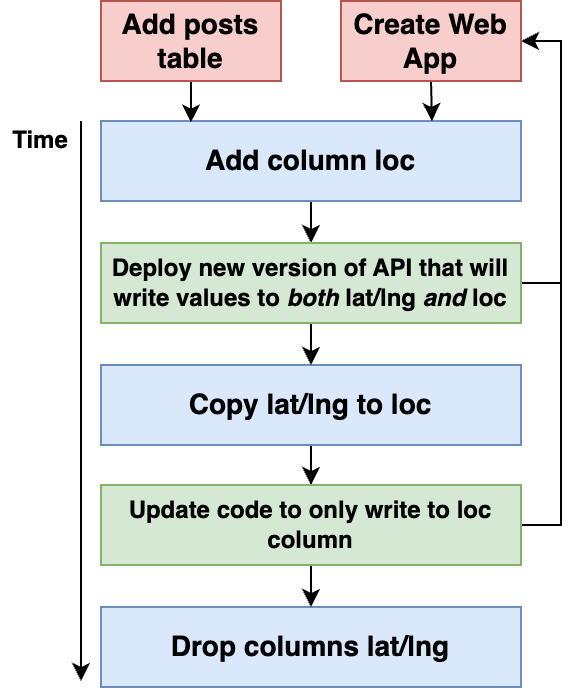 Add posts
table
Create Web
App
Time
Add column loc
Deploy new version of API that will
write values to both lat/lng and loc
Copy lat/lng to loc
Update code to only write to loc
column
Drop columns lat/lng